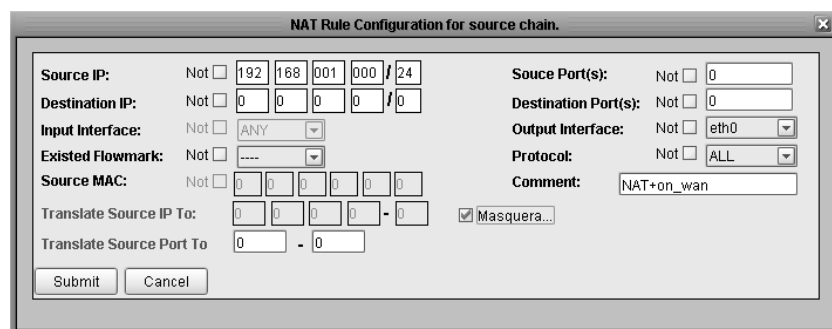 NAT Rule Configuration for source chain.
Source IP: Not 192 168 001 000 / 24 Souce Port(s): Not 0
Destination IP: Not 0 0 0 0 / 0 Destination Port(s): Not 0
Input Interface: Not ANY Output Interface: Not eth0
Existed Flowmark: Not ---- Protocol: Not ALL
Source MAC: Not 0 0 0 0 0 0 Comment: NAT+on_wan
Translate Source IP To: 0 0 0 0 - 0 Masquera...
Translate Source Port To 0 - 0
Submit Cancel